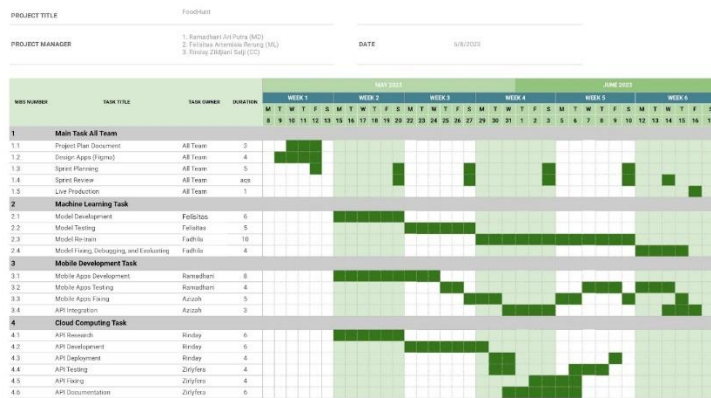 PROJECT TITLE FoodHunt
PROJECT MANAGER
1. Ramadhani Ari Putra (MD)
2. Felisitas Artemisia Rerung (ML)
3. Rinday Zildjiani Salji (CC)
DATE 5/8/2023
MAY 2023 JUNE 2023
WBS NUMBER TASK TITLE TASK OWNER DURATION WEEK 1 WEEK 2 WEEK 3 WEEK 4 WEEK 5 WEEK 6
M T W T F S M T W T F S M T W T F S M T W T F S M T W T F S M T W T F S
8 9 10 11 12 13 15 16 17 18 19 20 22 23 24 25 26 27 29 30 31 1 2 3 5 6 7 8 9 10 12 13 14 15 16
1 Main Task All Team
1.1 Project Plan Document All Team 3
1.2 Design Apps (Figma) All Team 4
1.3 Sprint Planning All Team 5
1.4 Sprint Review All Team
1.5 Live Production All Team 1
2 Machine Learning Task
2.1 Model Development Felisitas 6
2.2 Model Testing Felisitas 5
2.3 Model Re-train Fadhila 10
2.4 Model Fixing, Debugging, and Evaluating Fadhila 4
3 Mobile Development Task
3.1 Mobile Apps Development Ramadhani 8
3.2 Mobile Apps Testing Ramadhani 4
3.3 Mobile Apps Fixing Azizah 5
3.4 API Integration Azizah 3
4 Cloud Computing Task
4.1 API Research Rinday 6
4.2 API Development Rinday 6
4.3 API Deployment Rinday 4
4.4 API Testing Zirlyfera 4
4.5 API Fixing Zirlyfera 4
4.6 API Documentation Zirlyfera 6